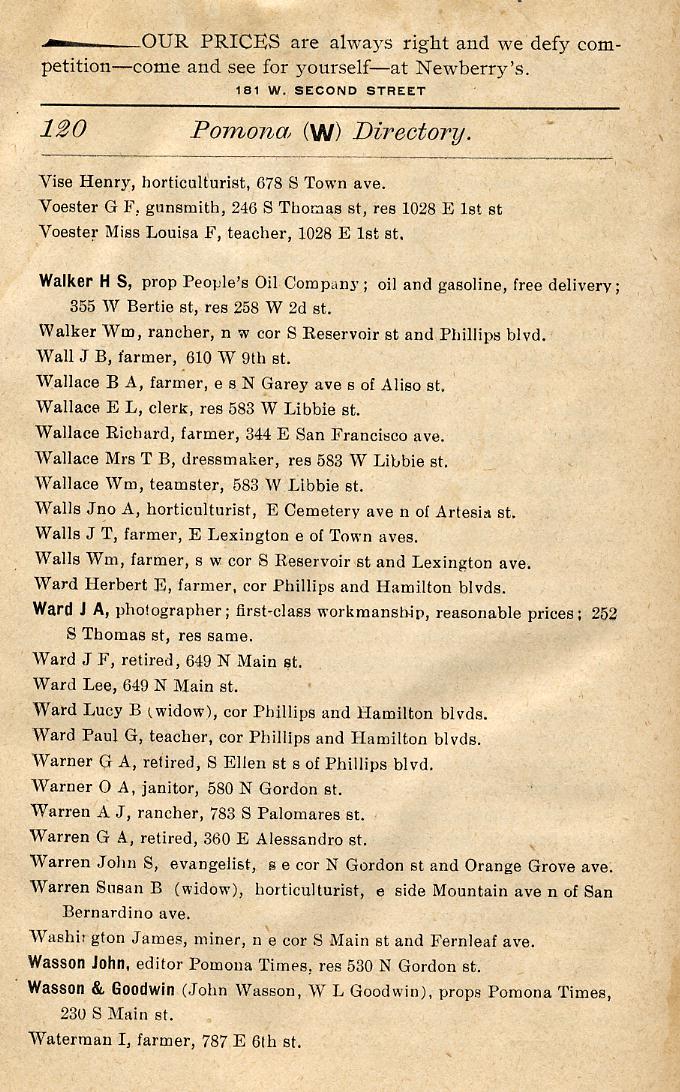 OUR PRICES are always right and we defy com-
petition—come and see for yourself—at Newberry's.
181 W. SECOND STREET
120 Pomona (W) Directory.
Vise Henry, horticulturist, 678 S Town ave.
Voester G F, gunsmith, 246 S Thomas st, res 1028 E 1st st
Voester Miss Louisa F, teacher, 1028 E 1st st.
Walker H S, prop People's Oil Company; oil and gasoline, free delivery;
355 W Bertie st, res 258 W 2d st.
Walker Wm, rancher, n w cor S Reservoir st and Phillips blvd.
Wall J B, farmer, 610 W 9th st.
Wallace B A, farmer, e s N Garey ave s of Aliso st.
Wallace E L, clerk, res 583 W Libbie st.
Wallace Richard, farmer, 344 E San Francisco ave.
Wallace Mrs T B, dressmaker, res 583 W Libbie st.
Wallace Wm, teamster, 583 W Libbie st.
Walls Jno A, horticulturist, E Cemetery ave n of Artesia st.
Walls J T, farmer, E Lexington e of Town aves.
Walls Wm, farmer, s w cor S Reservoir st and Lexington ave.
Ward Herbert E, farmer, cor Phillips and Hamilton blvds.
Ward J A, photographer; first-class workmanship, reasonable prices; 252
S Thomas st, res same.
Ward J F, retired, 649 N Main st.
Ward Lee, 649 N Main st.
Ward Lucy B (widow), cor Phillips and Hamilton blvds.
Ward Paul G, teacher, cor Phillips and Hamilton blvds.
Warner G A, retired, S Ellen st s of Phillips blvd.
Warner O A, janitor, 580 N Gordon st.
Warren A J, rancher, 783 S Palomares st.
Warren G A, retired, 360 E Alessandro st.
Warren John S, evangelist, s e cor N Gordon st and Orange Grove ave.
Warren Susan B (widow), horticulturist, e side Mountain ave n of San
Bernardino ave.
Washington James, miner, n e cor S Main st and Fernleaf ave.
Wasson John, editor Pomona Times, res 530 N Gordon st.
Wasson & Goodwin (John Wasson, W L Goodwin), props Pomona Times,
230 S Main st.
Waterman I, farmer, 787 E 6th st.